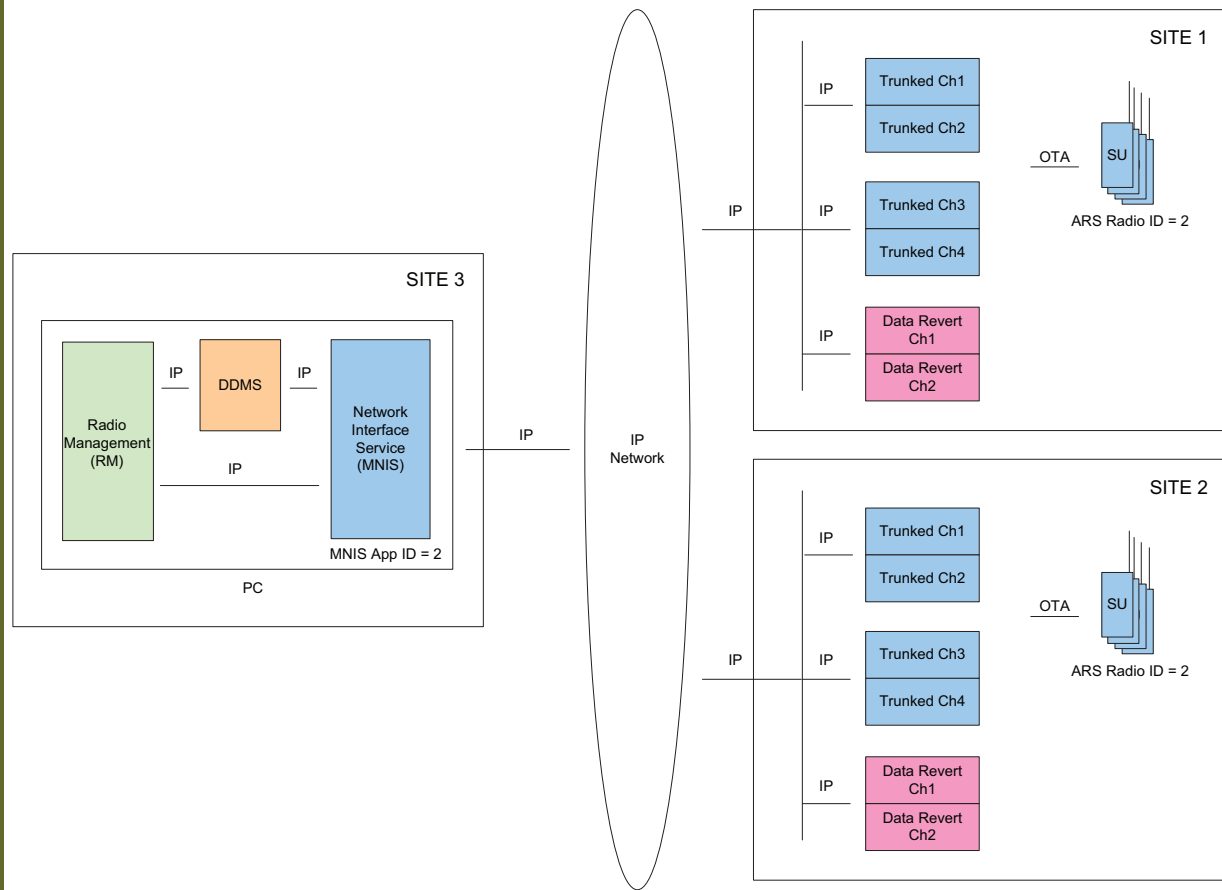 SITE 3
Radio
Management
(RM)
IP
DDMS
IP
IP
Network
Interface
Service
(MNIS)
MNIS App ID = 2
PC
IP
IP
Network
SITE 1
IP
IP
Trunked Ch1
Trunked Ch2
IP
Trunked Ch3
Trunked Ch4
IP
Data Revert
Ch1
Data Revert
Ch2
OTA
SU
ARS Radio ID = 2
SITE 2
IP
IP
Trunked Ch1
Trunked Ch2
IP
Trunked Ch3
Trunked Ch4
IP
Data Revert
Ch1
Data Revert
Ch2
OTA
SU
ARS Radio ID = 2